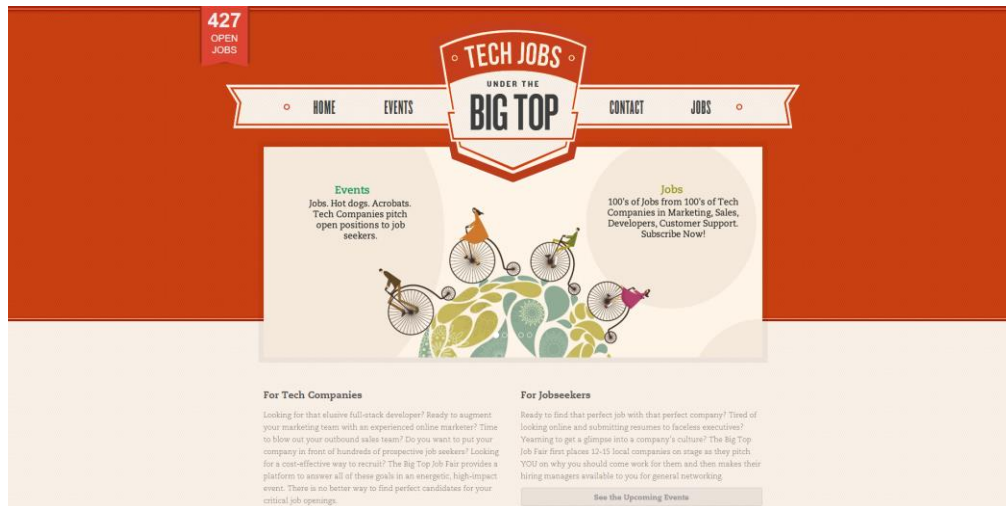 427
OPEN
JOBS
TECH JOBS
UNDER THE
BIG TOP
HOME
EVENTS
CONTACT
JOBS
Events
Jobs. Hot dogs. Acrobats.
Tech Companies pitch
open positions to job
seekers.
Jobs
100's of Jobs from 100's of Tech
Companies in Marketing, Sales,
Developers, Customer Support.
Subscribe Now!
For Tech Companies
Looking for that elusive full-stack developer? Ready to augment
your marketing team with an experienced online marketer? Time
to blow out your outbound sales team? Do you want to put your
company in front of hundreds of prospective job seekers? Looking
for a cost-effective way to recruit? The Big Top Job Fair provides a
platform to answer all of these goals in an energetic, high-impact
event. There is no better way to find perfect candidates for your
critical job openings.
For Jobseekers
Ready to find that perfect job with that perfect company? Tired of
looking online and submitting resumes to faceless executives?
Yearning to get a glimpse into a company's culture? The Big Top
Job Fair first places 12-15 local companies on stage as they pitch
YOU on why you should come work for them and then makes their
hiring managers available to you for general networking.
See the Upcoming Events